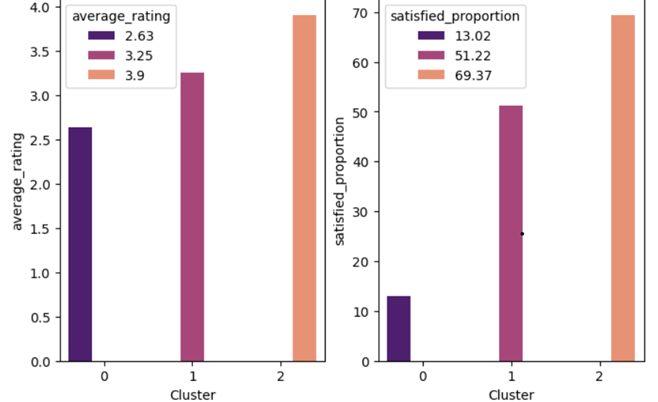 average_rating
2.63
3.25
3.9
4.0
3.5
3.0
2.5
2.0
1.5
1.0
0.5
0.0
average_rating
0 1 2
Cluster
satisfied_proportion
13.02
51.22
69.37
70
60
50
40
30
20
10
0
satisfied_proportion
0 1 2
Cluster